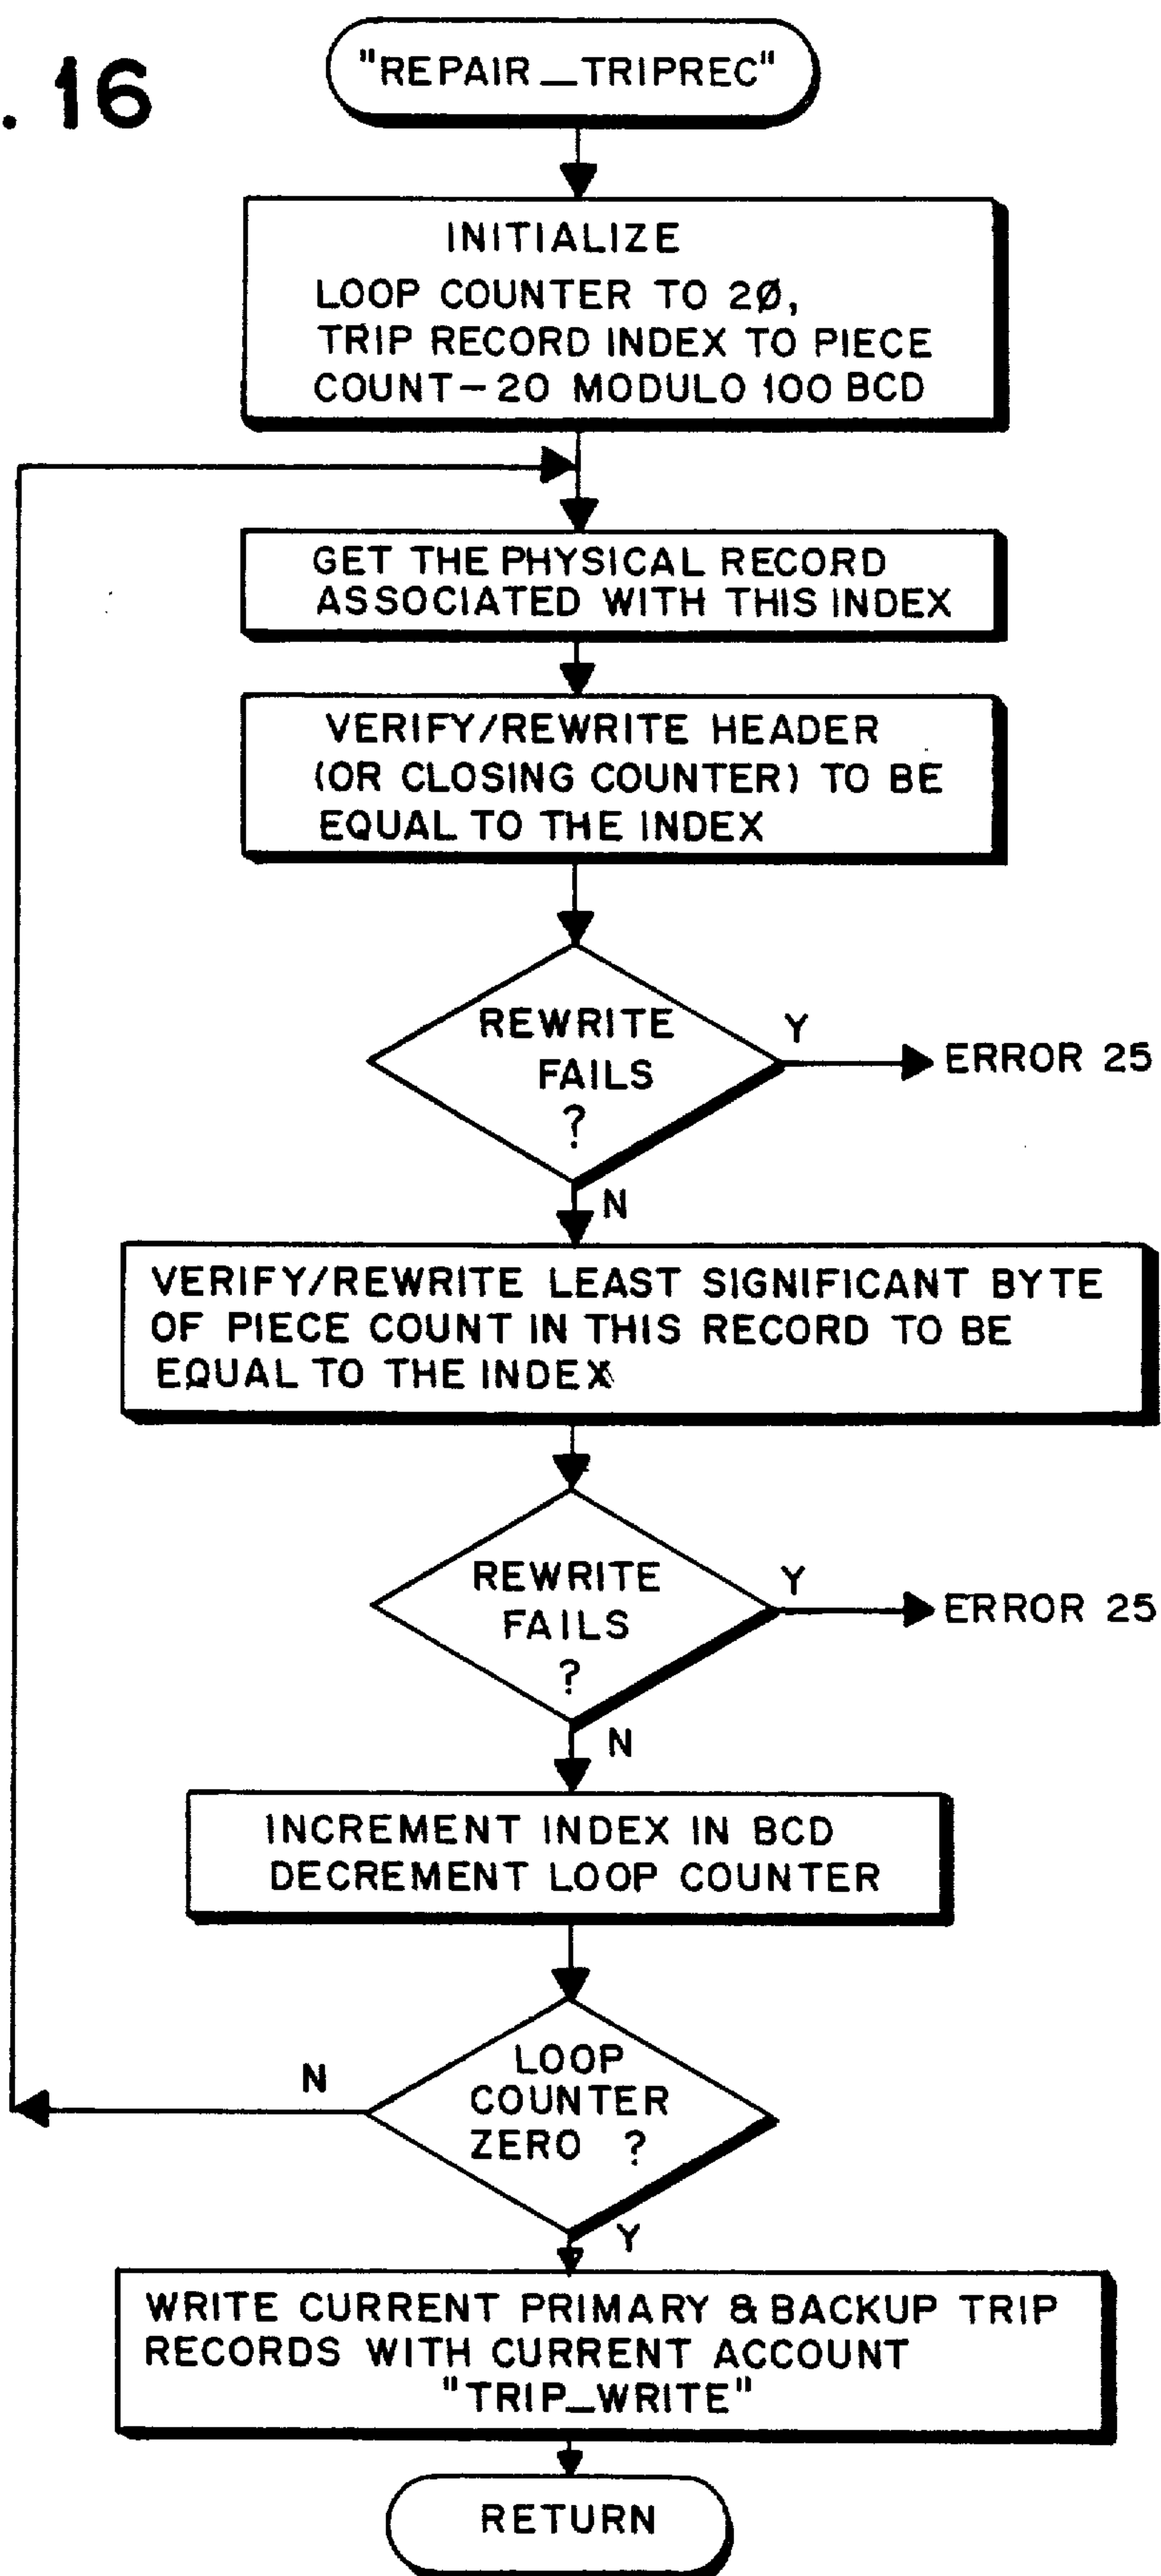 . 16
"REPAIR_TRIPREC"
INITIALIZE
LOOP COUNTER TO 2Ø,
TRIP RECORD INDEX TO PIECE
COUNT-20 MODULO 100 BCD
GET THE PHYSICAL RECORD
ASSOCIATED WITH THIS INDEX
VERIFY/REWRITE HEADER
(OR CLOSING COUNTER) TO BE
EQUAL TO THE INDEX
REWRITE
FAILS
?
Y
ERROR 25
N
VERIFY/REWRITE LEAST SIGNIFICANT BYTE
OF PIECE COUNT IN THIS RECORD TO BE
EQUAL TO THE INDEX
REWRITE
FAILS
?
Y
ERROR 25
N
INCREMENT INDEX IN BCD
DECREMENT LOOP COUNTER
LOOP
COUNTER
ZERO ?
N
Y
WRITE CURRENT PRIMARY & BACKUP TRIP
RECORDS WITH CURRENT ACCOUNT
"TRIP_WRITE"
RETURN